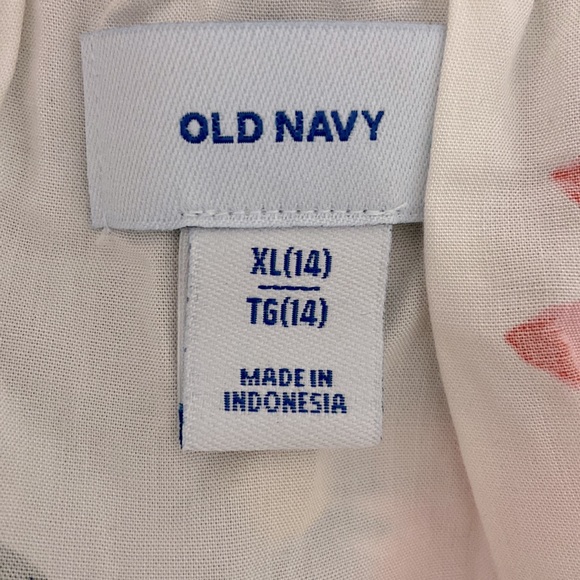 OLD NAVY
XL(14)
TG(14)
MADE IN
INDONESIA